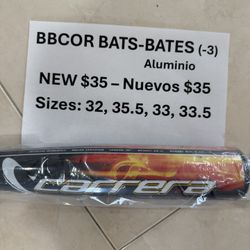 BBCOR BATS-BATES (-3)
Aluminio
NEW $35 – Nuevos $35
Sizes: 32, 35.5, 33, 33.5
carrera